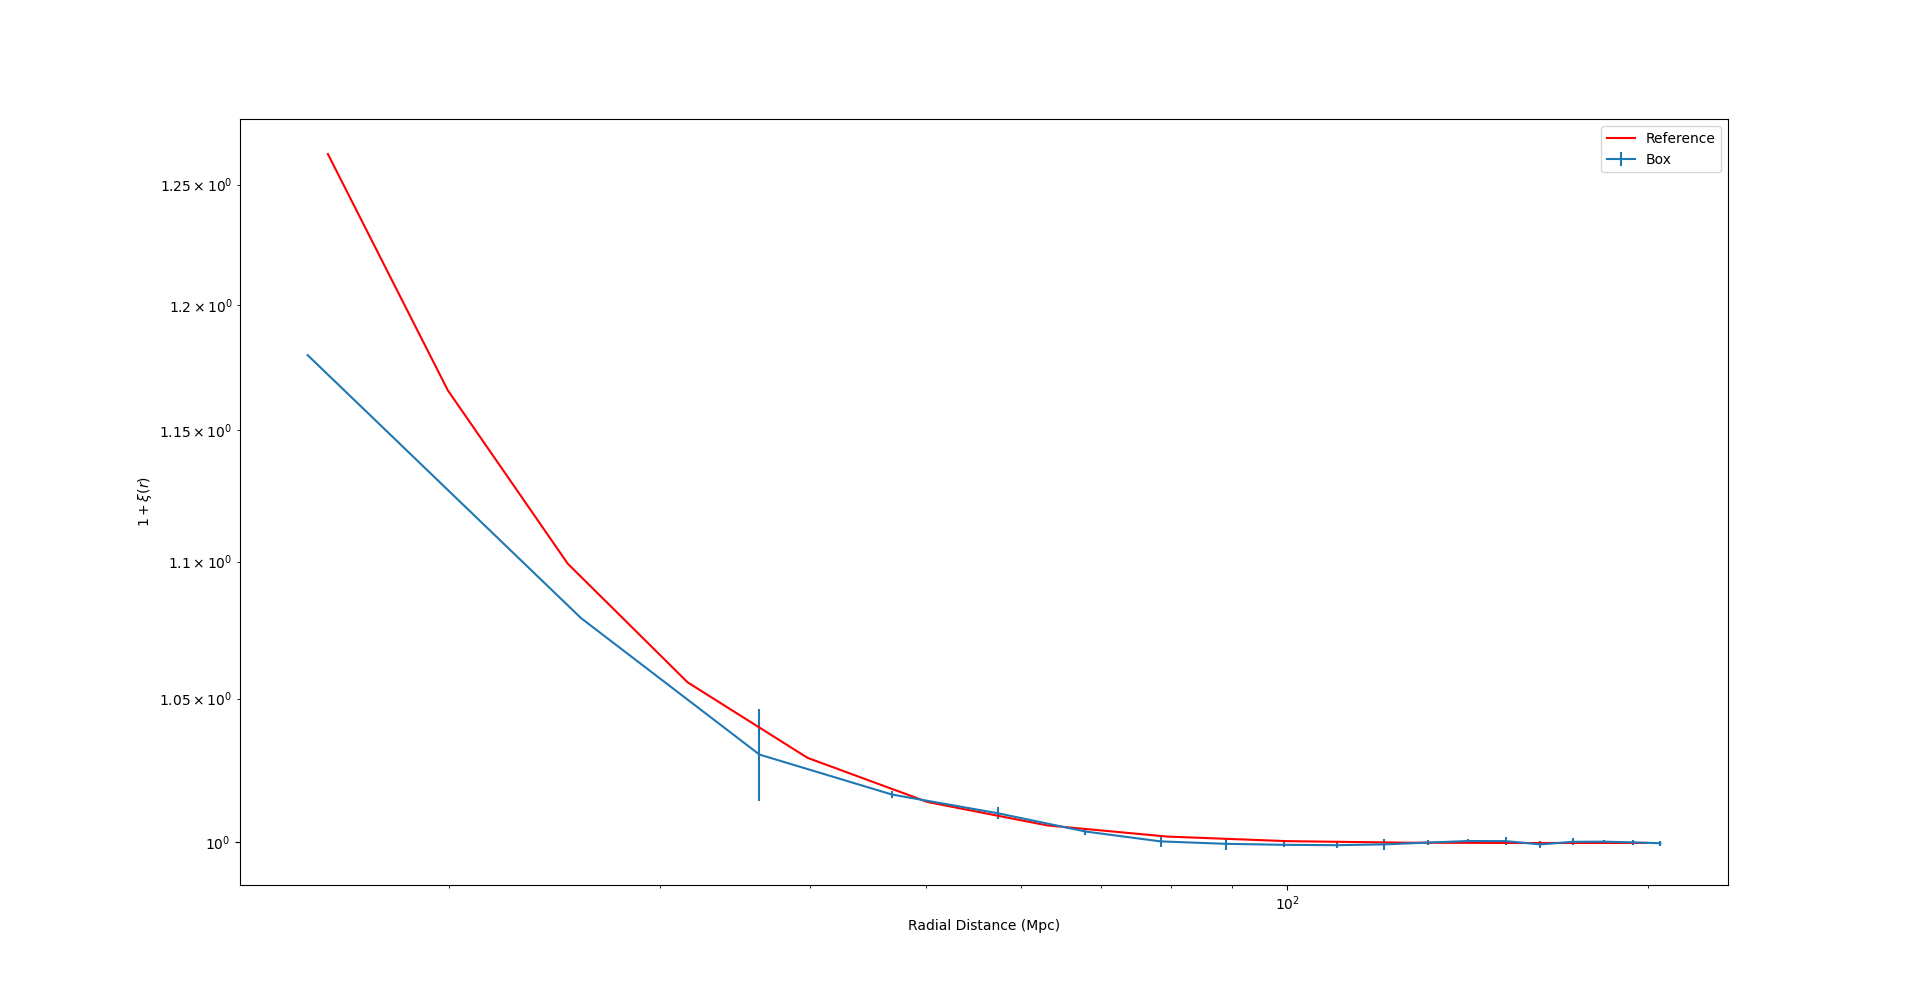 Reference
Box
1.25 × 10⁰
1.2 × 10⁰
1.15 × 10⁰
1.1 × 10⁰
1.05 × 10⁰
10⁰
1 + ξ(r)
10²
Radial Distance (Mpc)